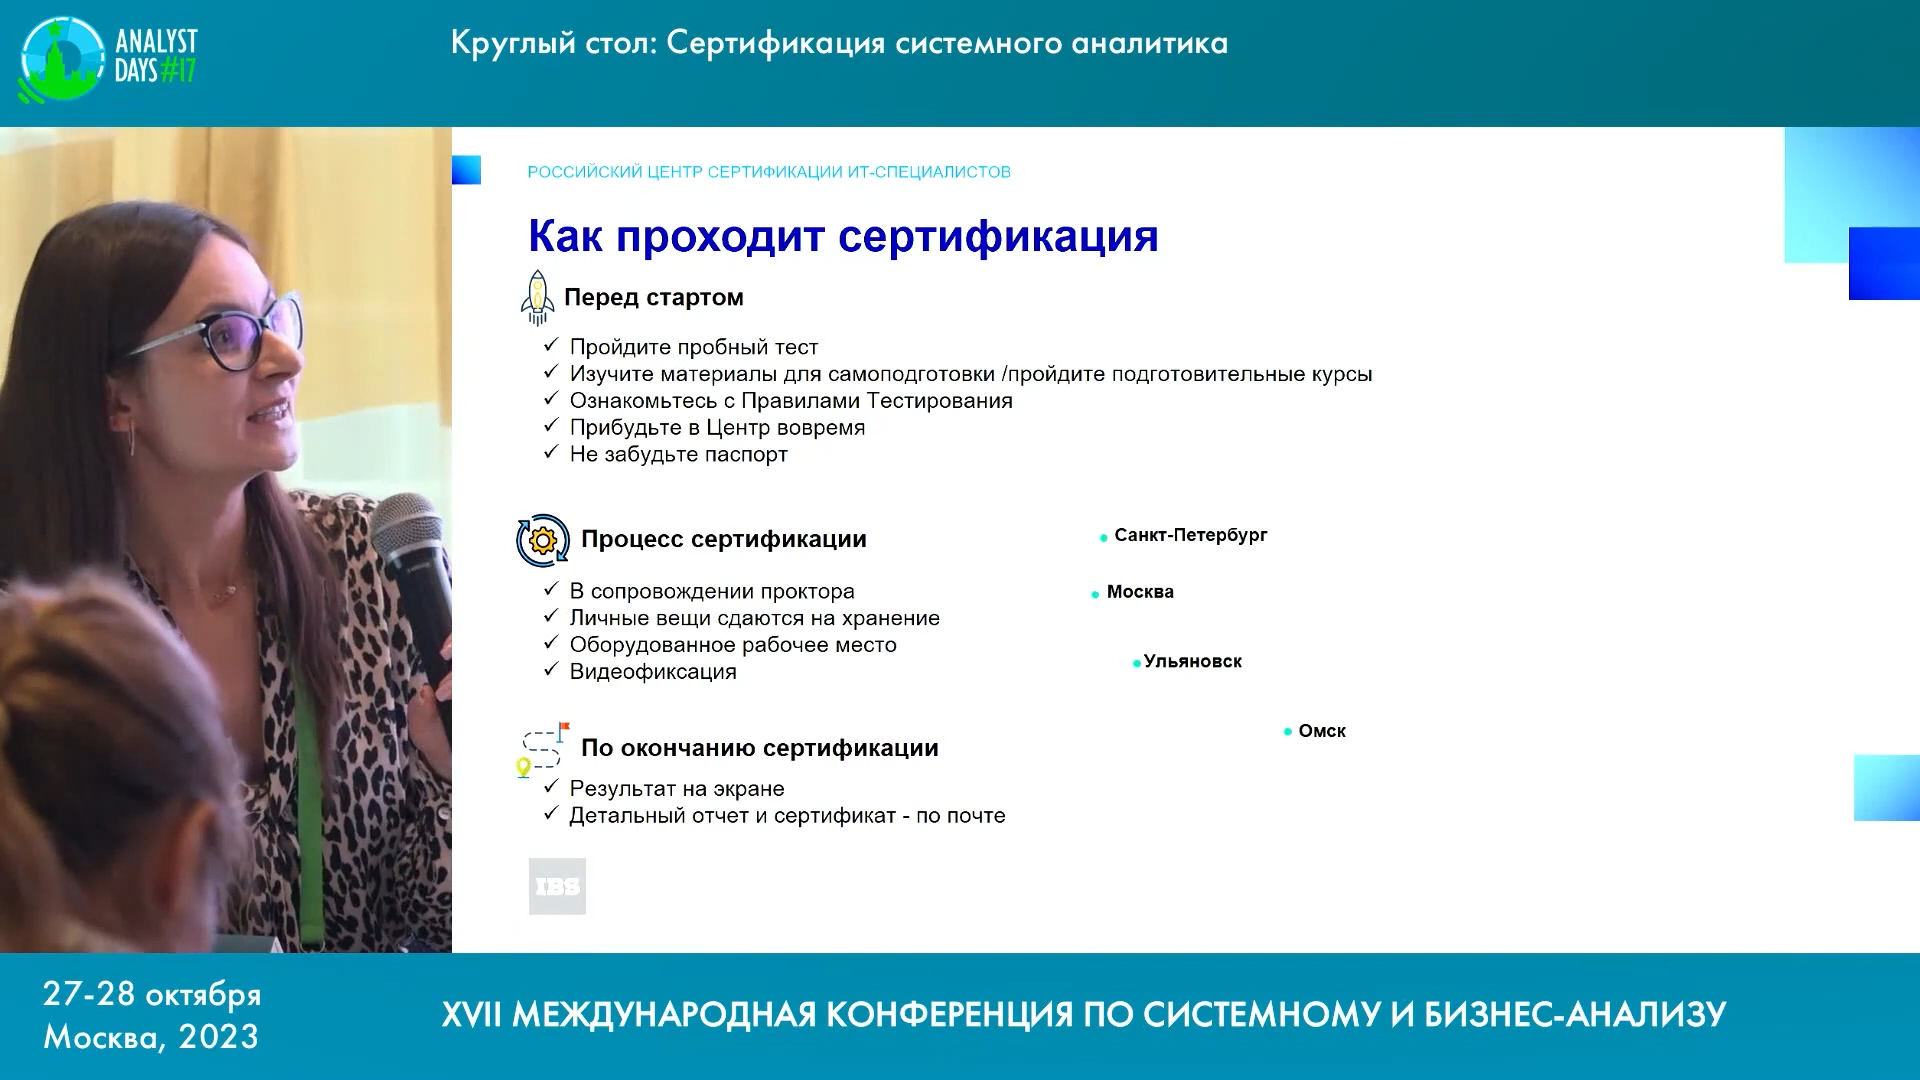 ANALYST
DAYS #17
Круглый стол: Сертификация системного аналитика
РОССИЙСКИЙ ЦЕНТР СЕРТИФИКАЦИИ ИТ-СПЕЦИАЛИСТОВ
Как проходит сертификация
Перед стартом
✓ Пройдите пробный тест
✓ Изучите материалы для самоподготовки /пройдите подготовительные курсы
✓ Ознакомьтесь с Правилами Тестирования
✓ Прибудьте в Центр вовремя
✓ Не забудьте паспорт
Процесс сертификации
✓ В сопровождении проктора
✓ Личные вещи сдаются на хранение
✓ Оборудованное рабочее место
✓ Видеофиксация
Санкт-Петербург
Москва
Ульяновск
Омск
По окончанию сертификации
✓ Результат на экране
✓ Детальный отчет и сертификат - по почте
IBS
27-28 октября
Москва, 2023
XVII МЕЖДУНАРОДНАЯ КОНФЕРЕНЦИЯ ПО СИСТЕМНОМУ И БИЗНЕС-АНАЛИЗУ